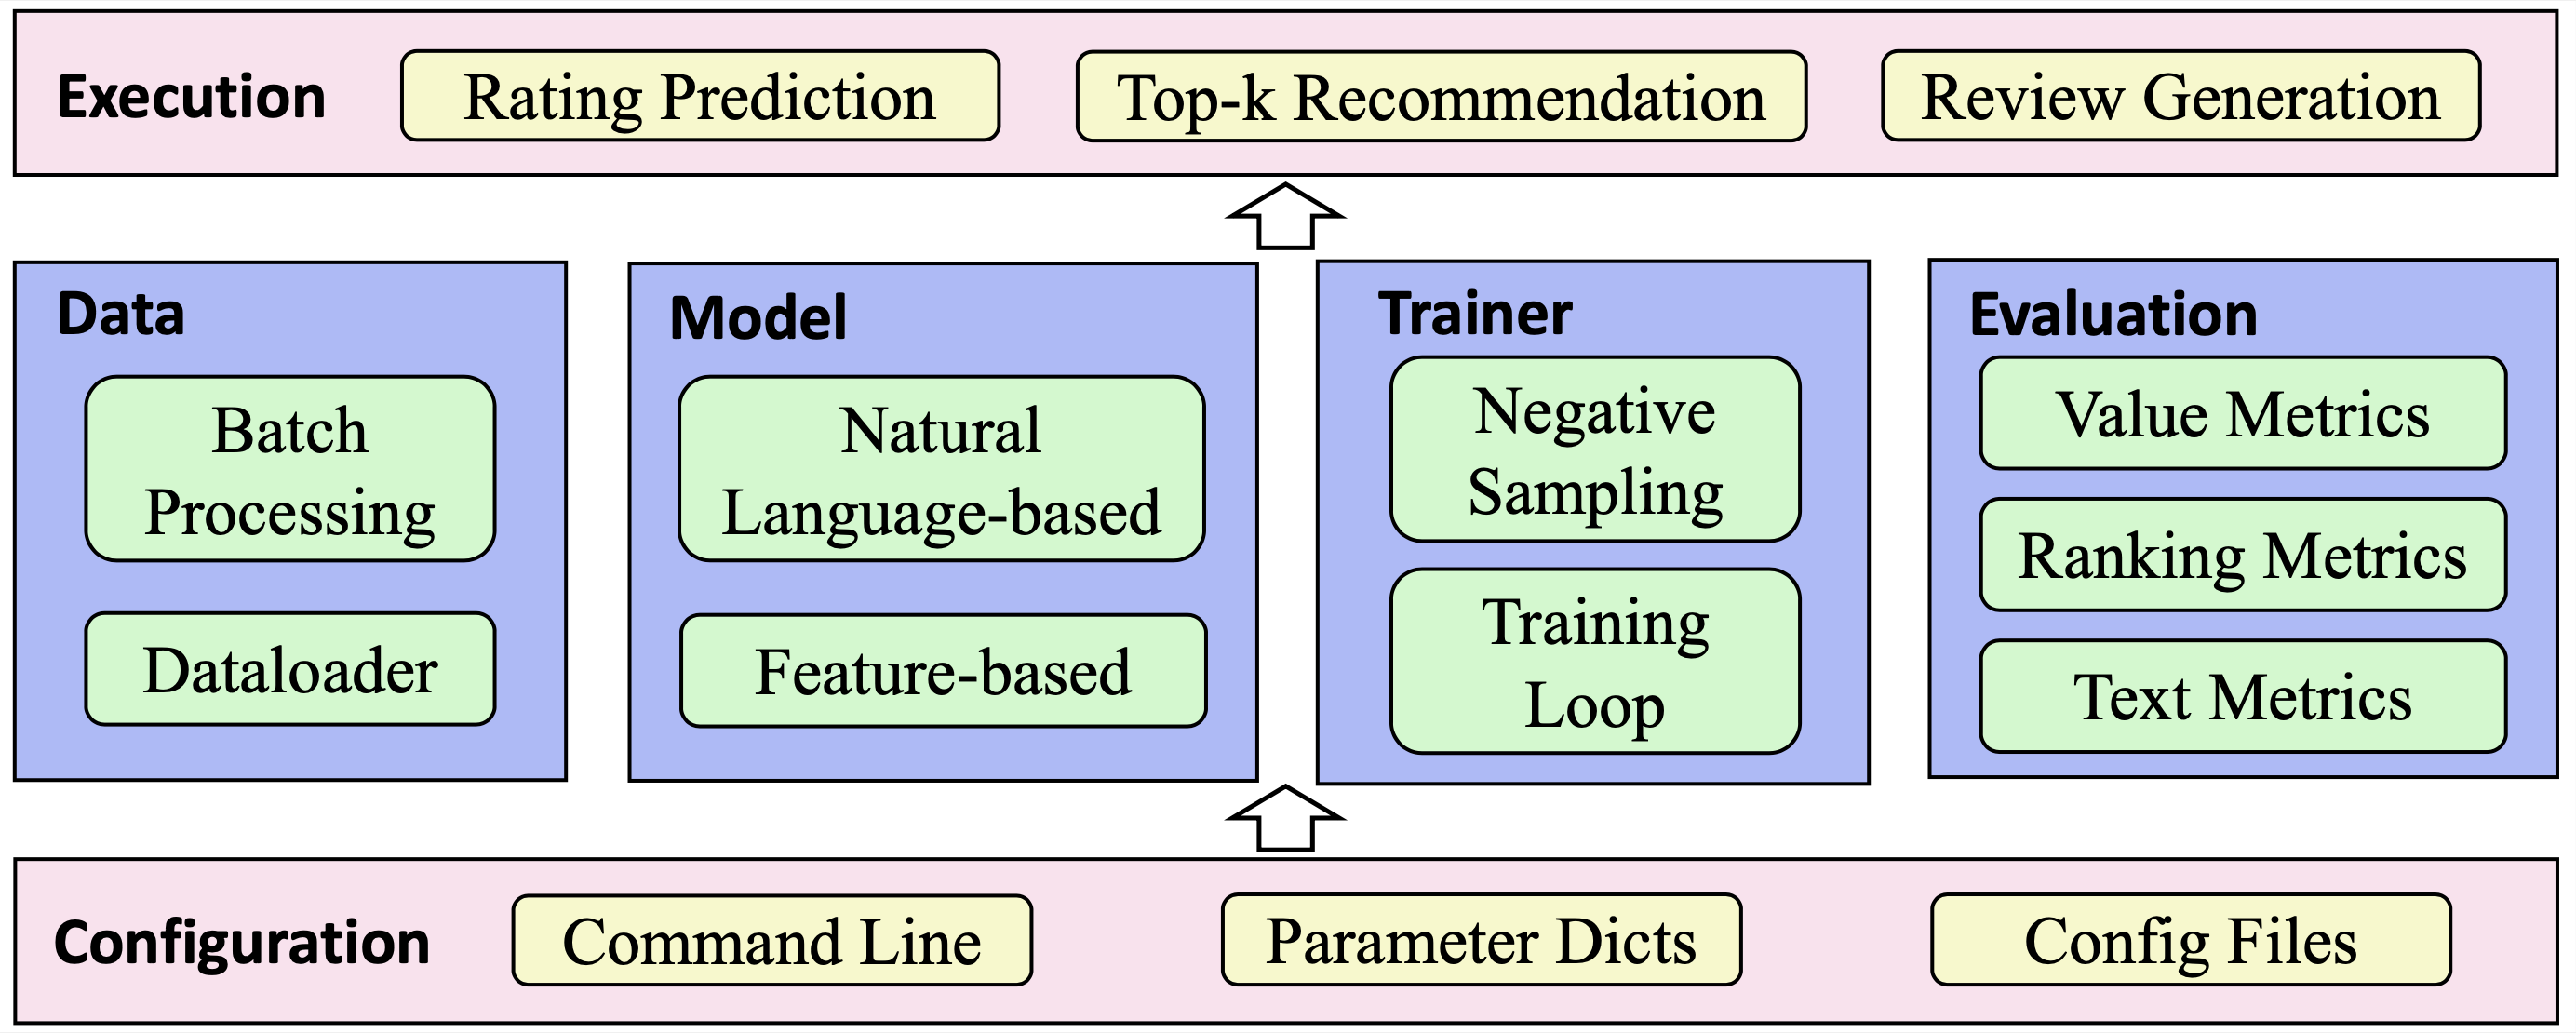 Execution
Rating Prediction
Top-k Recommendation
Review Generation
Data
Batch
Processing
Dataloader
Model
Natural
Language-based
Feature-based
Trainer
Negative
Sampling
Training
Loop
Evaluation
Value Metrics
Ranking Metrics
Text Metrics
Configuration
Command Line
Parameter Dicts
Config Files